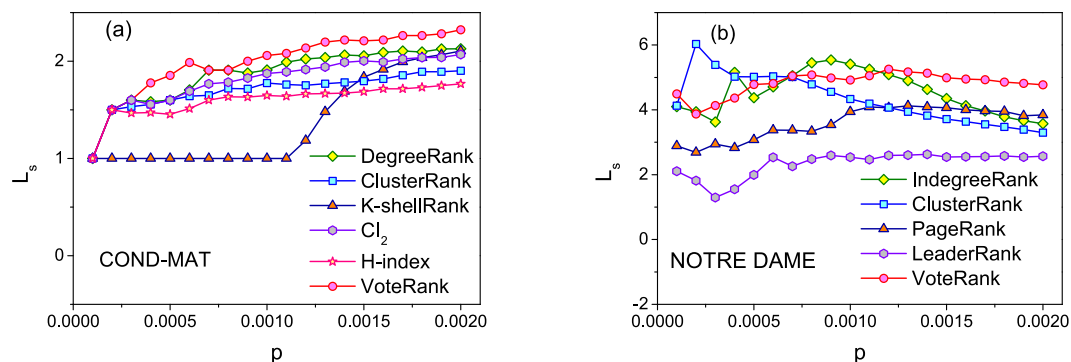 (a)
2
1
0
L_s
0.0000 0.0005 0.0010 0.0015 0.0020
p
COND-MAT
DegreeRank
ClusterRank
K-shellRank
CI_2
H-index
VoteRank
(b)
6
4
2
0
-2
L_s
0.0000 0.0005 0.0010 0.0015 0.0020
p
NOTRE DAME
IndegreeRank
ClusterRank
PageRank
LeaderRank
VoteRank